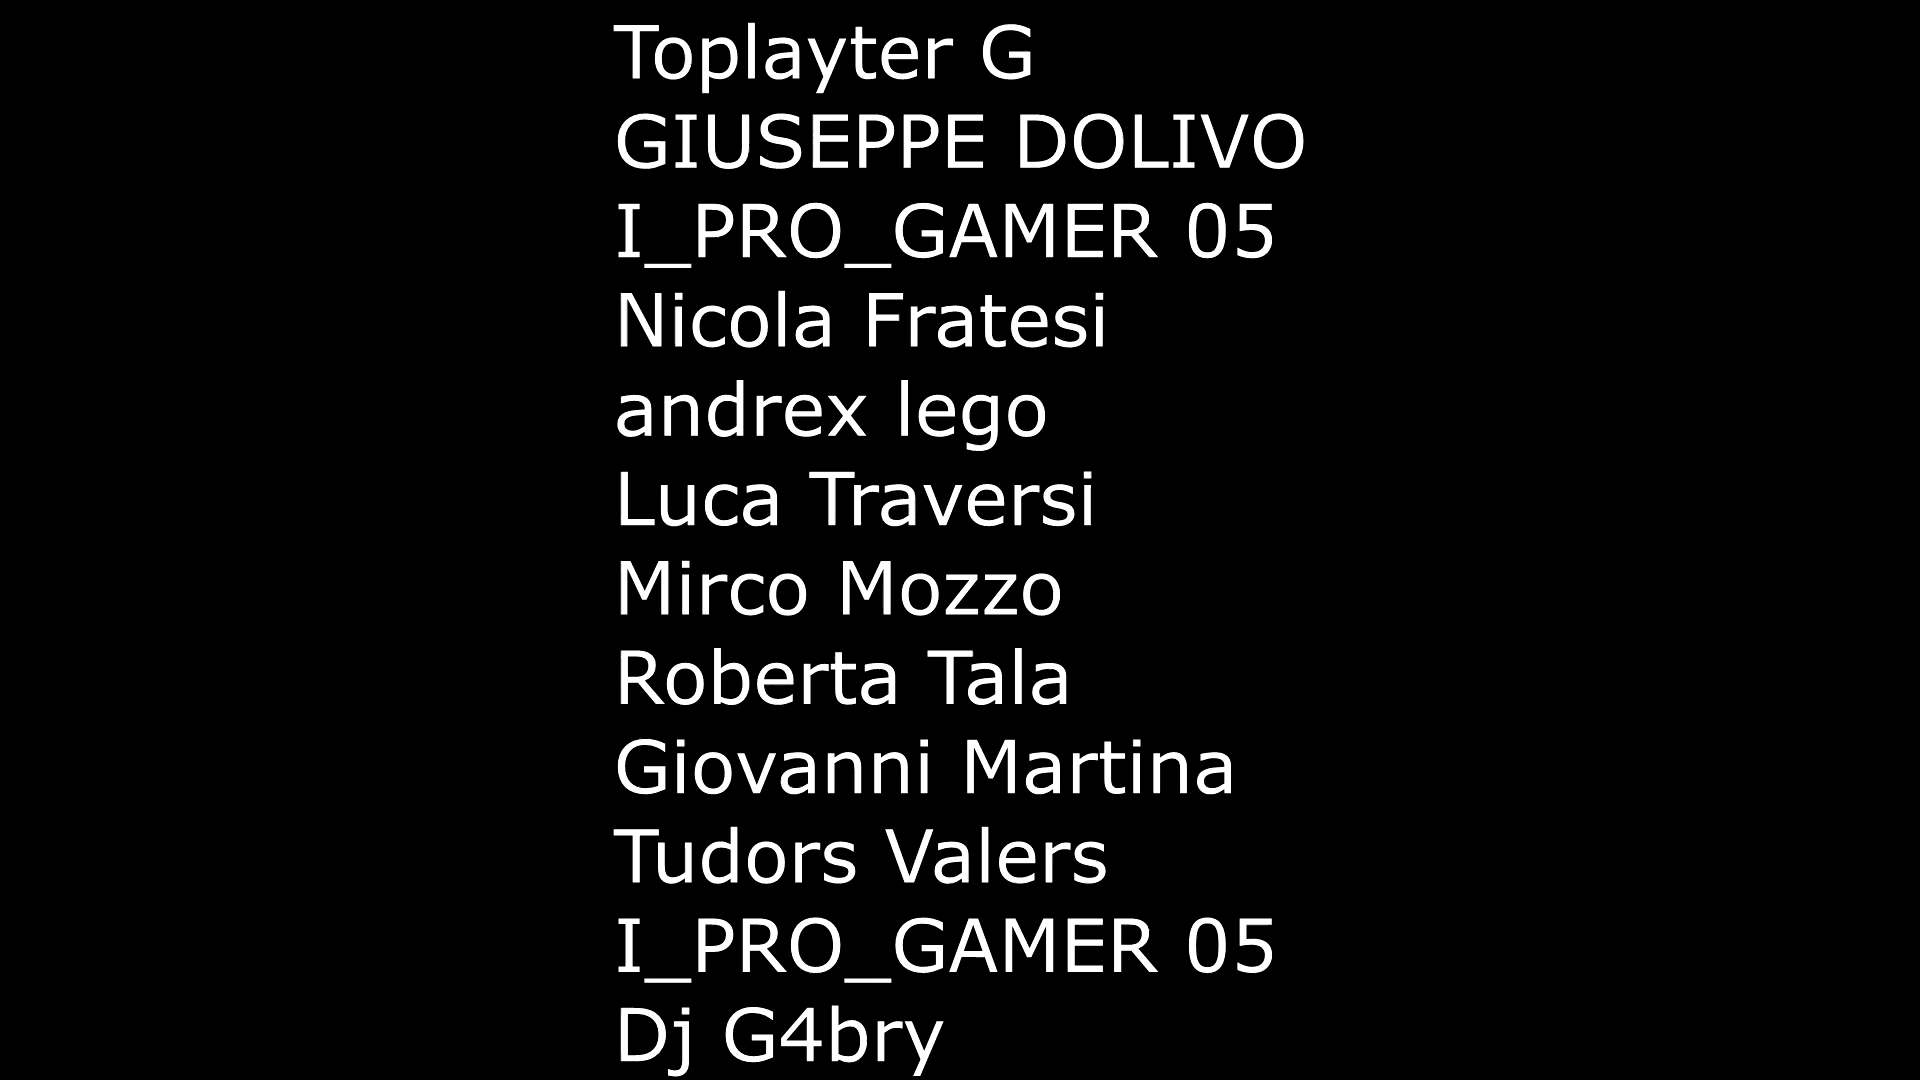 Toplayter G
GIUSEPPE DOLIVO
I_PRO_GAMER 05
Nicola Fratesi
andrex lego
Luca Traversi
Mirco Mozzo
Roberta Tala
Giovanni Martina
Tudors Valers
I_PRO_GAMER 05
Dj G4bry